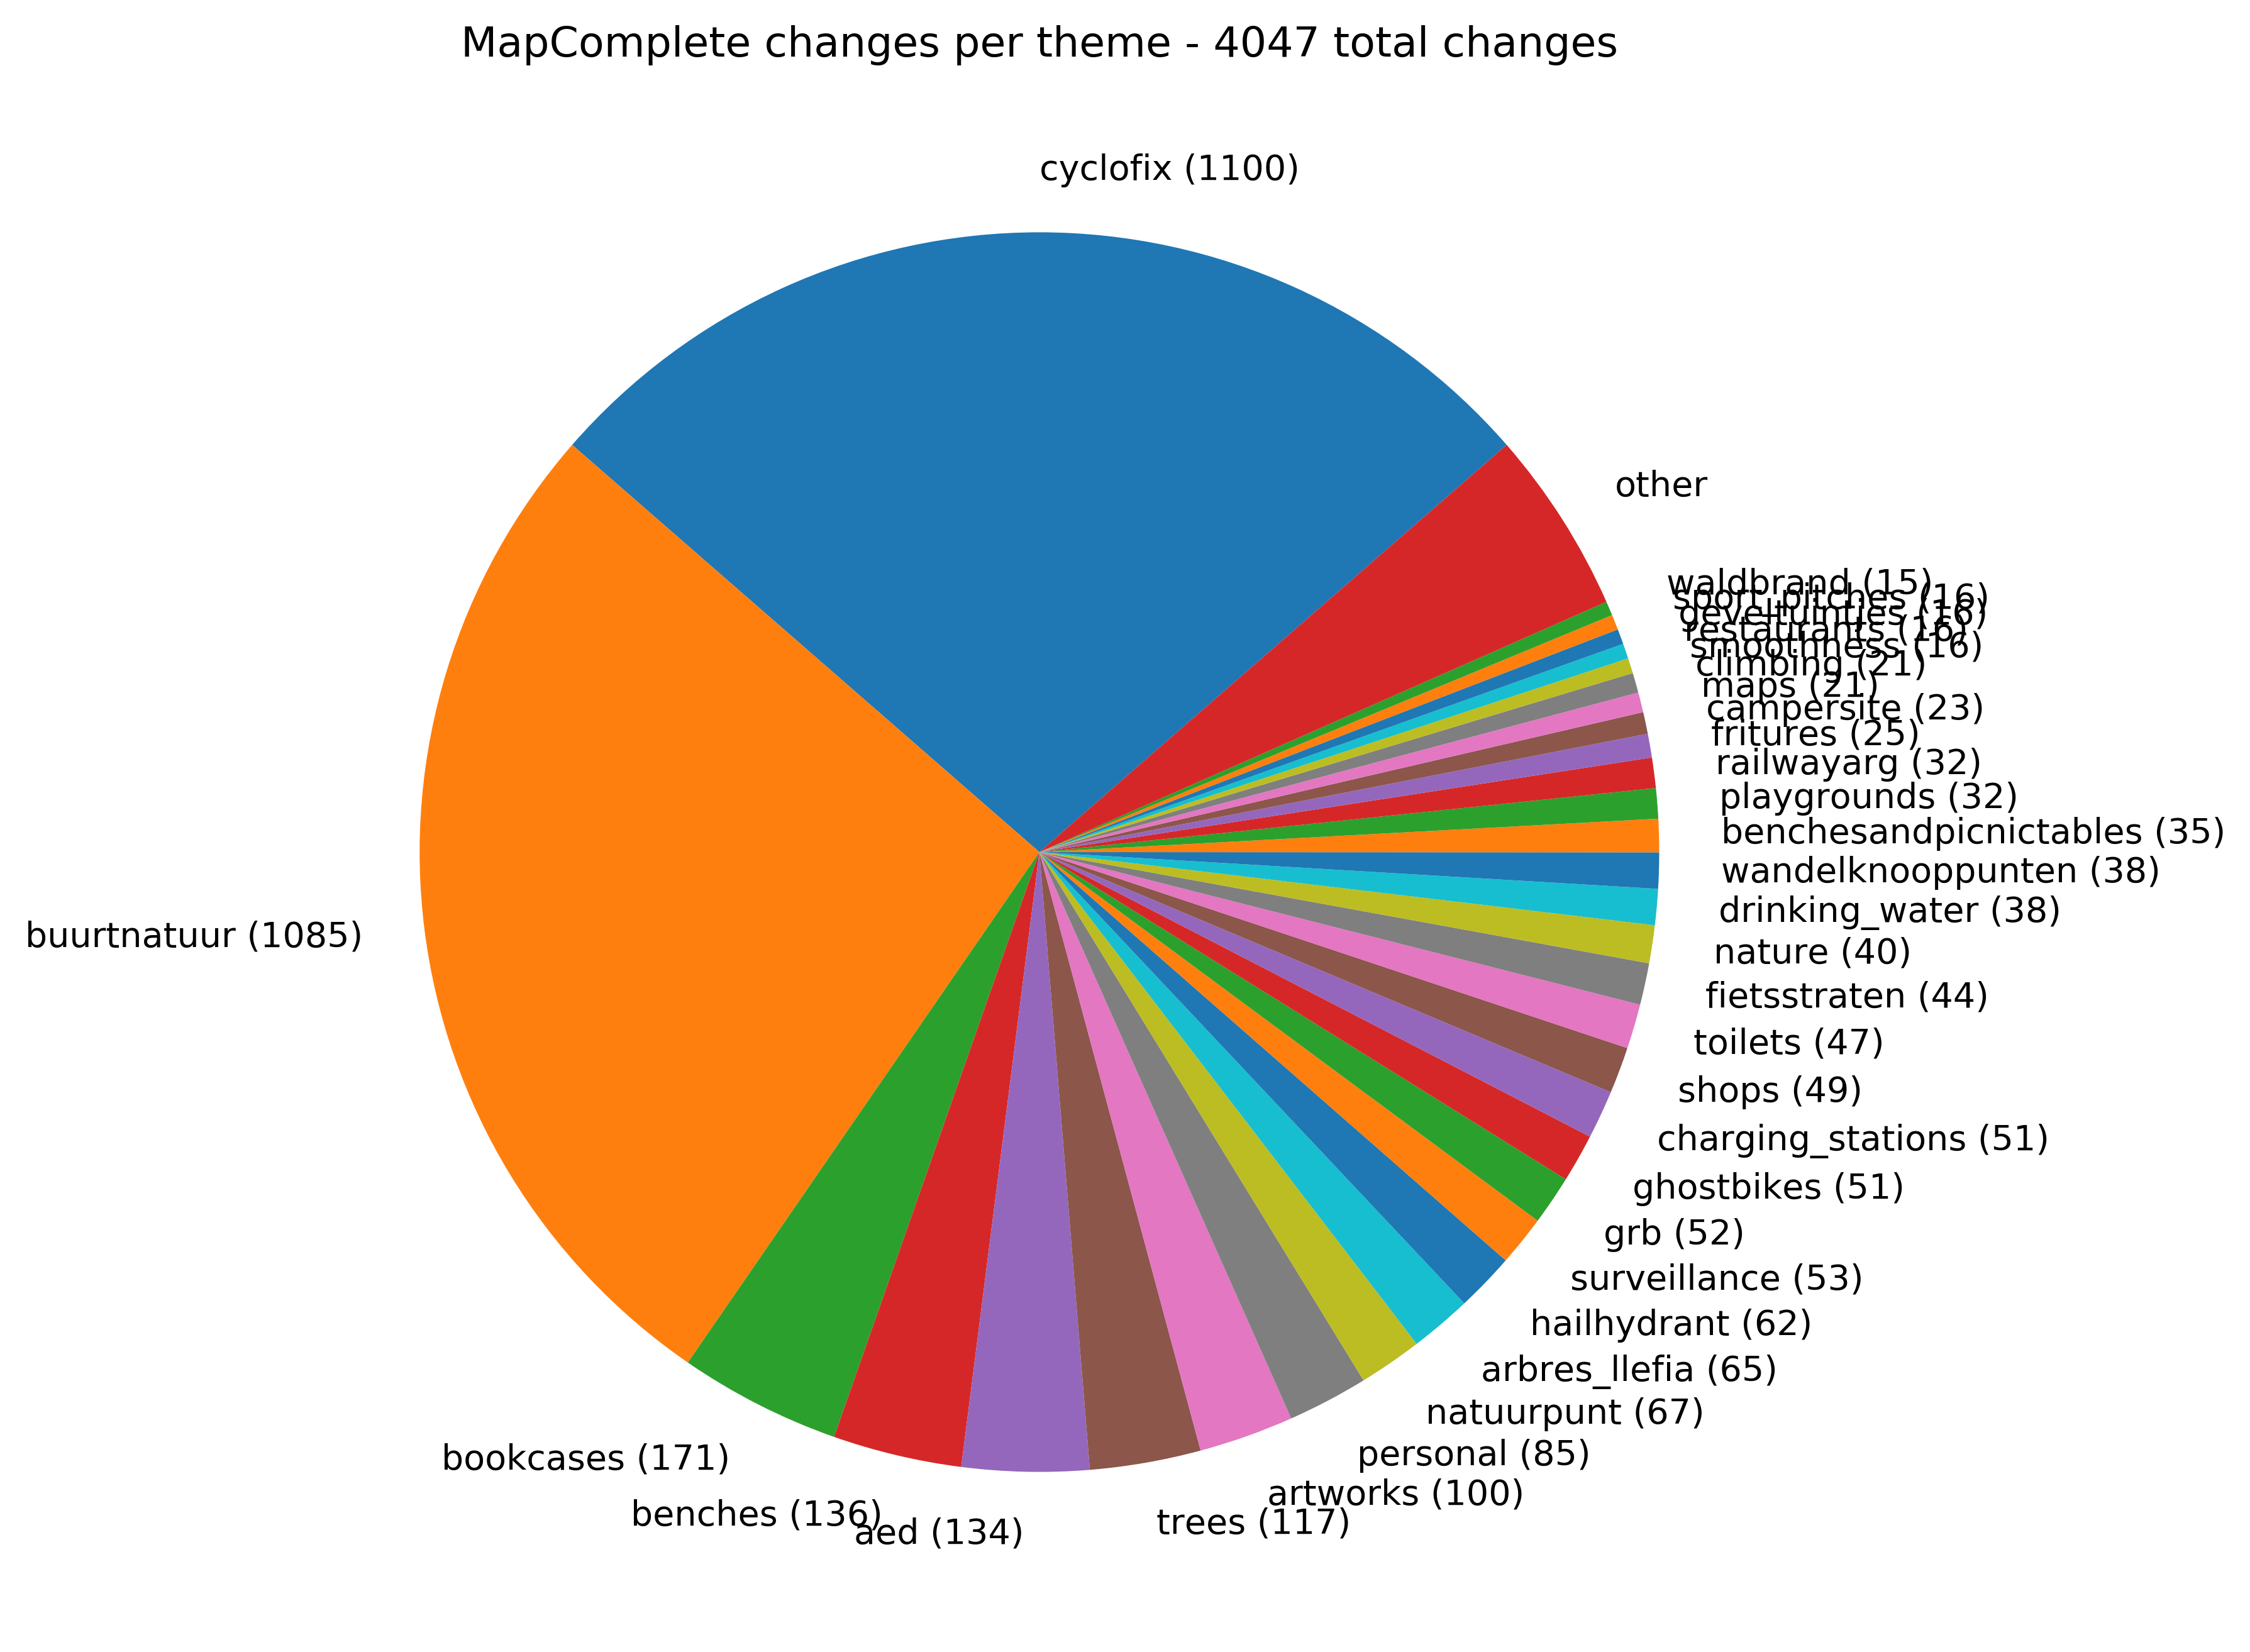 MapComplete changes per theme - 4047 total changes
cyclofix (1100)
other
waldbrand (15)
sport_pitches (16)
geveltuintjes (16)
restaurants (16)
smoothness (16)
climbing (21)
maps (21)
campersite (23)
fritures (25)
railwayarg (32)
playgrounds (32)
benchesandpicnictables (35)
wandelknooppunten (38)
drinking_water (38)
nature (40)
fietsstraten (44)
toilets (47)
shops (49)
charging_stations (51)
ghostbikes (51)
grb (52)
surveillance (53)
hailhydrant (62)
arbres_llefia (65)
natuurpunt (67)
personal (85)
artworks (100)
trees (117)
aed (134)
benches (136)
bookcases (171)
buurtnatuur (1085)